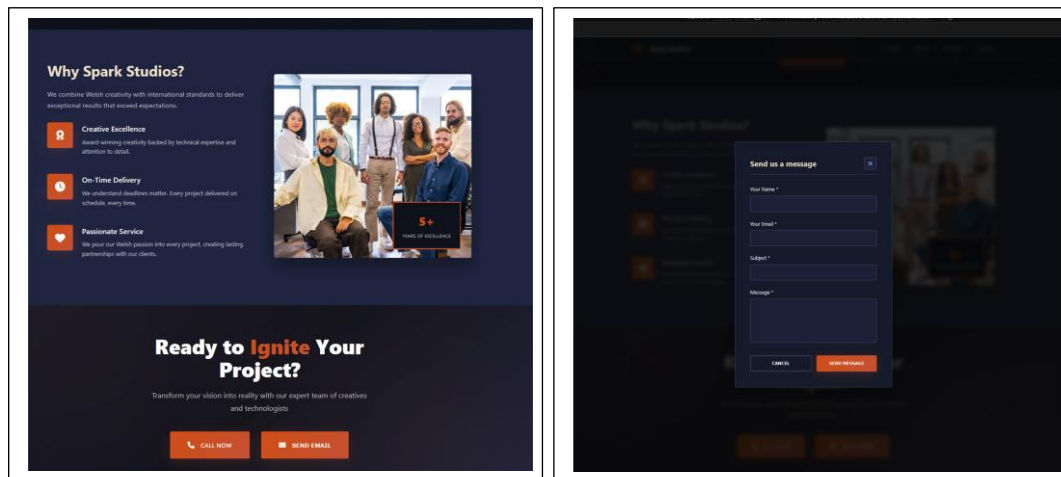 Why Spark Studios?
We combine Welsh creativity with international standards to deliver
exceptional results that exceed expectations.
Creative Excellence
Award-winning creativity backed by technical expertise and
attention to detail.
On-Time Delivery
We understand deadlines matter. Every project delivered on
schedule, every time.
Passionate Service
We pour our Welsh passion into every project, creating lasting
partnerships with our clients.
5+
YEARS OF EXCELLENCE
Ready to Ignite Your
Project?
Transform your vision into reality with our expert team of creatives
and technologists
CALL NOW
SEND EMAIL
Why Spark Studios?
Send us a message
Your Name *
Your Email *
Subject *
Message *
CANCEL
SEND MESSAGE